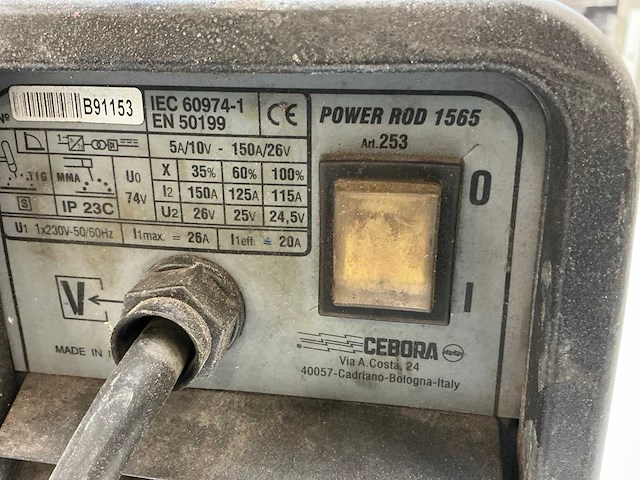 N° B91153 IEC 60974-1
EN 50199
CE
POWER ROD 1565
Art.253
5A/10V - 150A/26V
TIG MMA U0 74V
X 35% 60% 100%
I2 150A 125A 115A
U2 26V 25V 24,5V
S IP 23C
U1 1x230V-50/60Hz I1max. = 26A I1eff. = 20A
O
I
V
MADE IN
CEBORA
Via A.Costa, 24
40057-Cadriano-Bologna-Italy